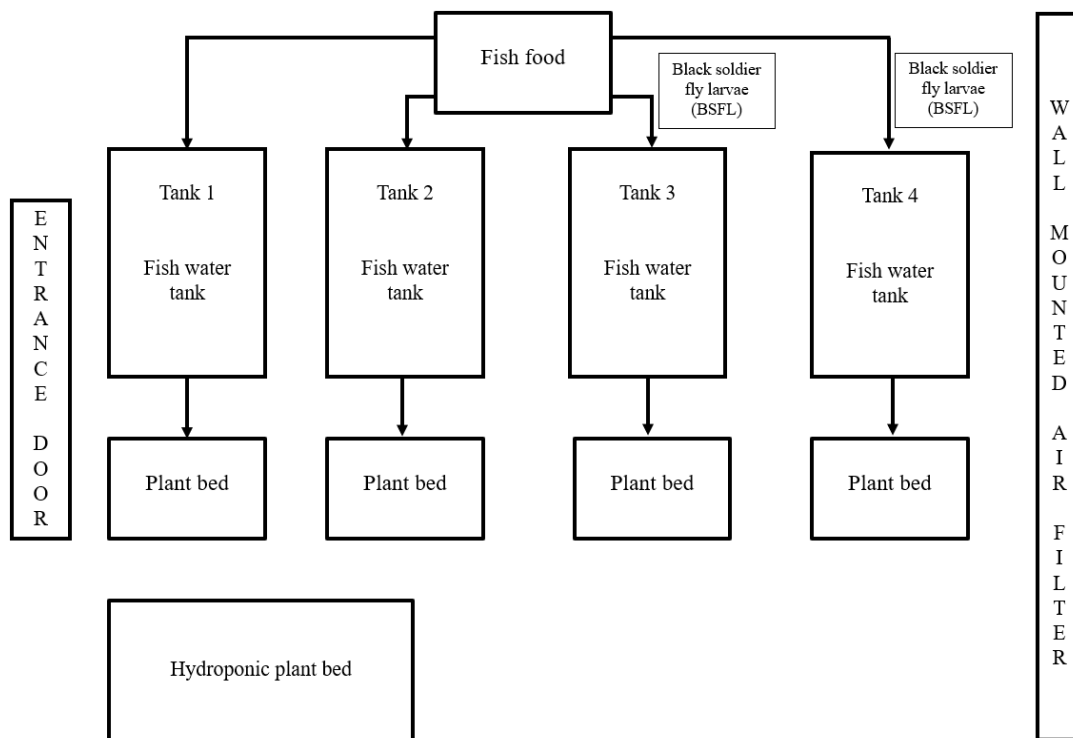 Fish food
Black soldier
fly larvae
(BSFL)
Black soldier
fly larvae
(BSFL)
Tank 1
Fish water
tank
Tank 2
Fish water
tank
Tank 3
Fish water
tank
Tank 4
Fish water
tank
ENTRANCE DOOR
WALL MOUNTED AIR FILTER
Plant bed
Plant bed
Plant bed
Plant bed
Hydroponic plant bed